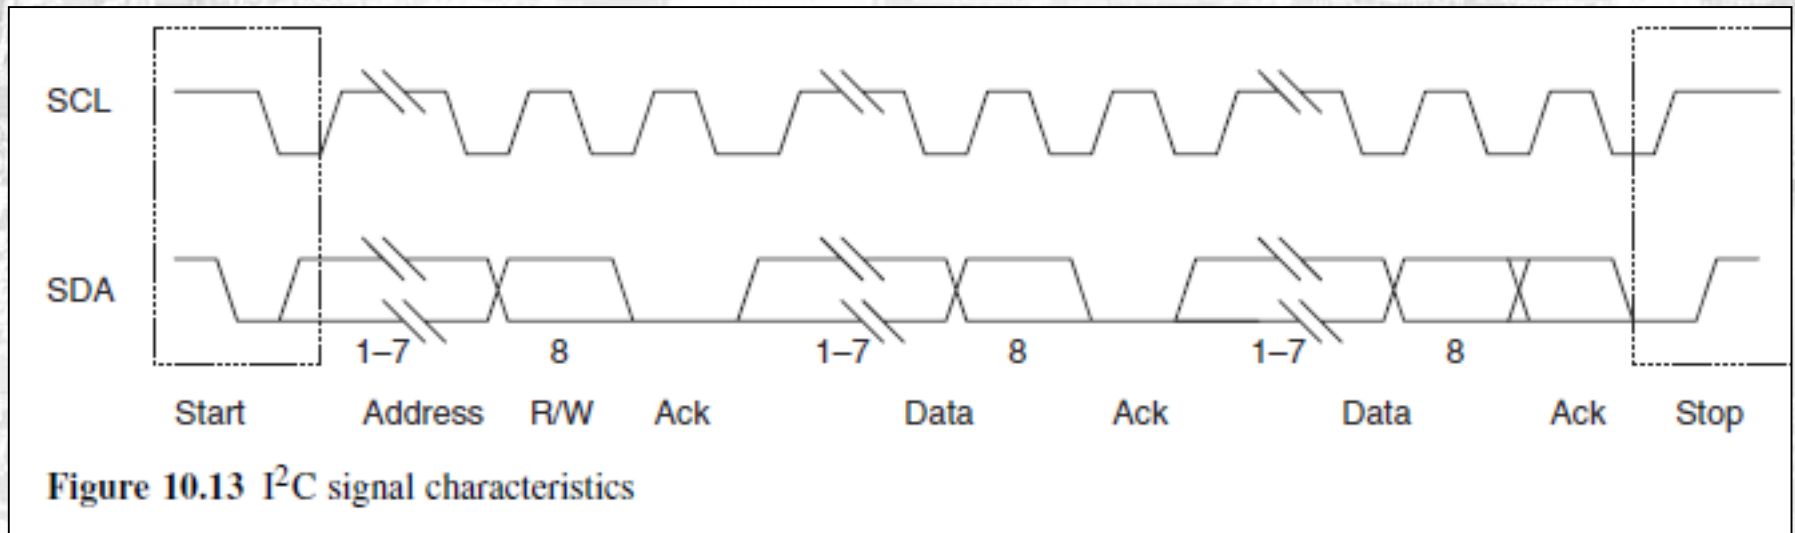 SCL
SDA
1–7 8 1–7 8 1–7 8
Start Address R/W Ack Data Ack Data Ack Stop
Figure 10.13 I²C signal characteristics